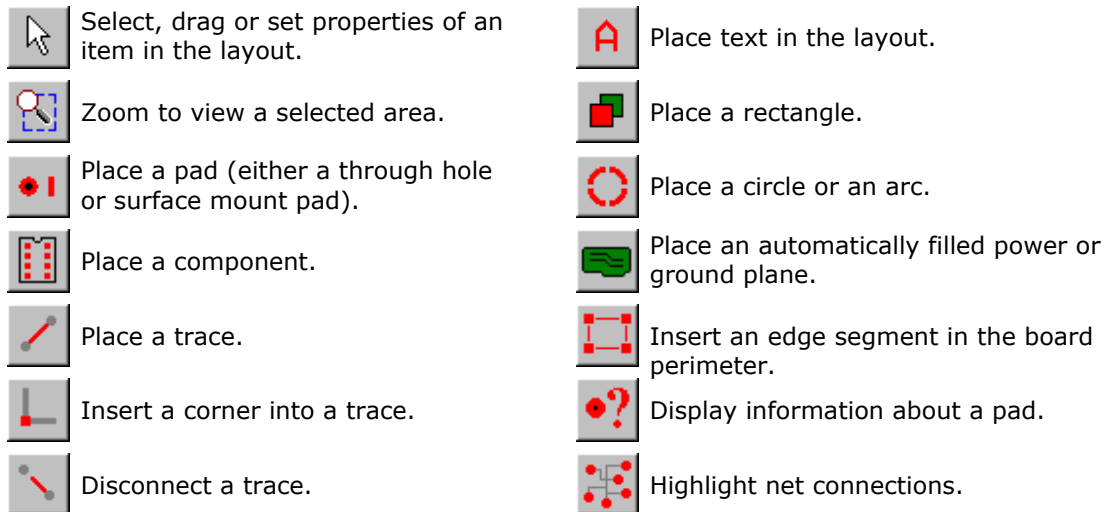 Select, drag or set properties of an
item in the layout.
Zoom to view a selected area.
Place a pad (either a through hole
or surface mount pad).
Place a component.
Place a trace.
Insert a corner into a trace.
Disconnect a trace.
Place text in the layout.
Place a rectangle.
Place a circle or an arc.
Place an automatically filled power or
ground plane.
Insert an edge segment in the board
perimeter.
Display information about a pad.
Highlight net connections.